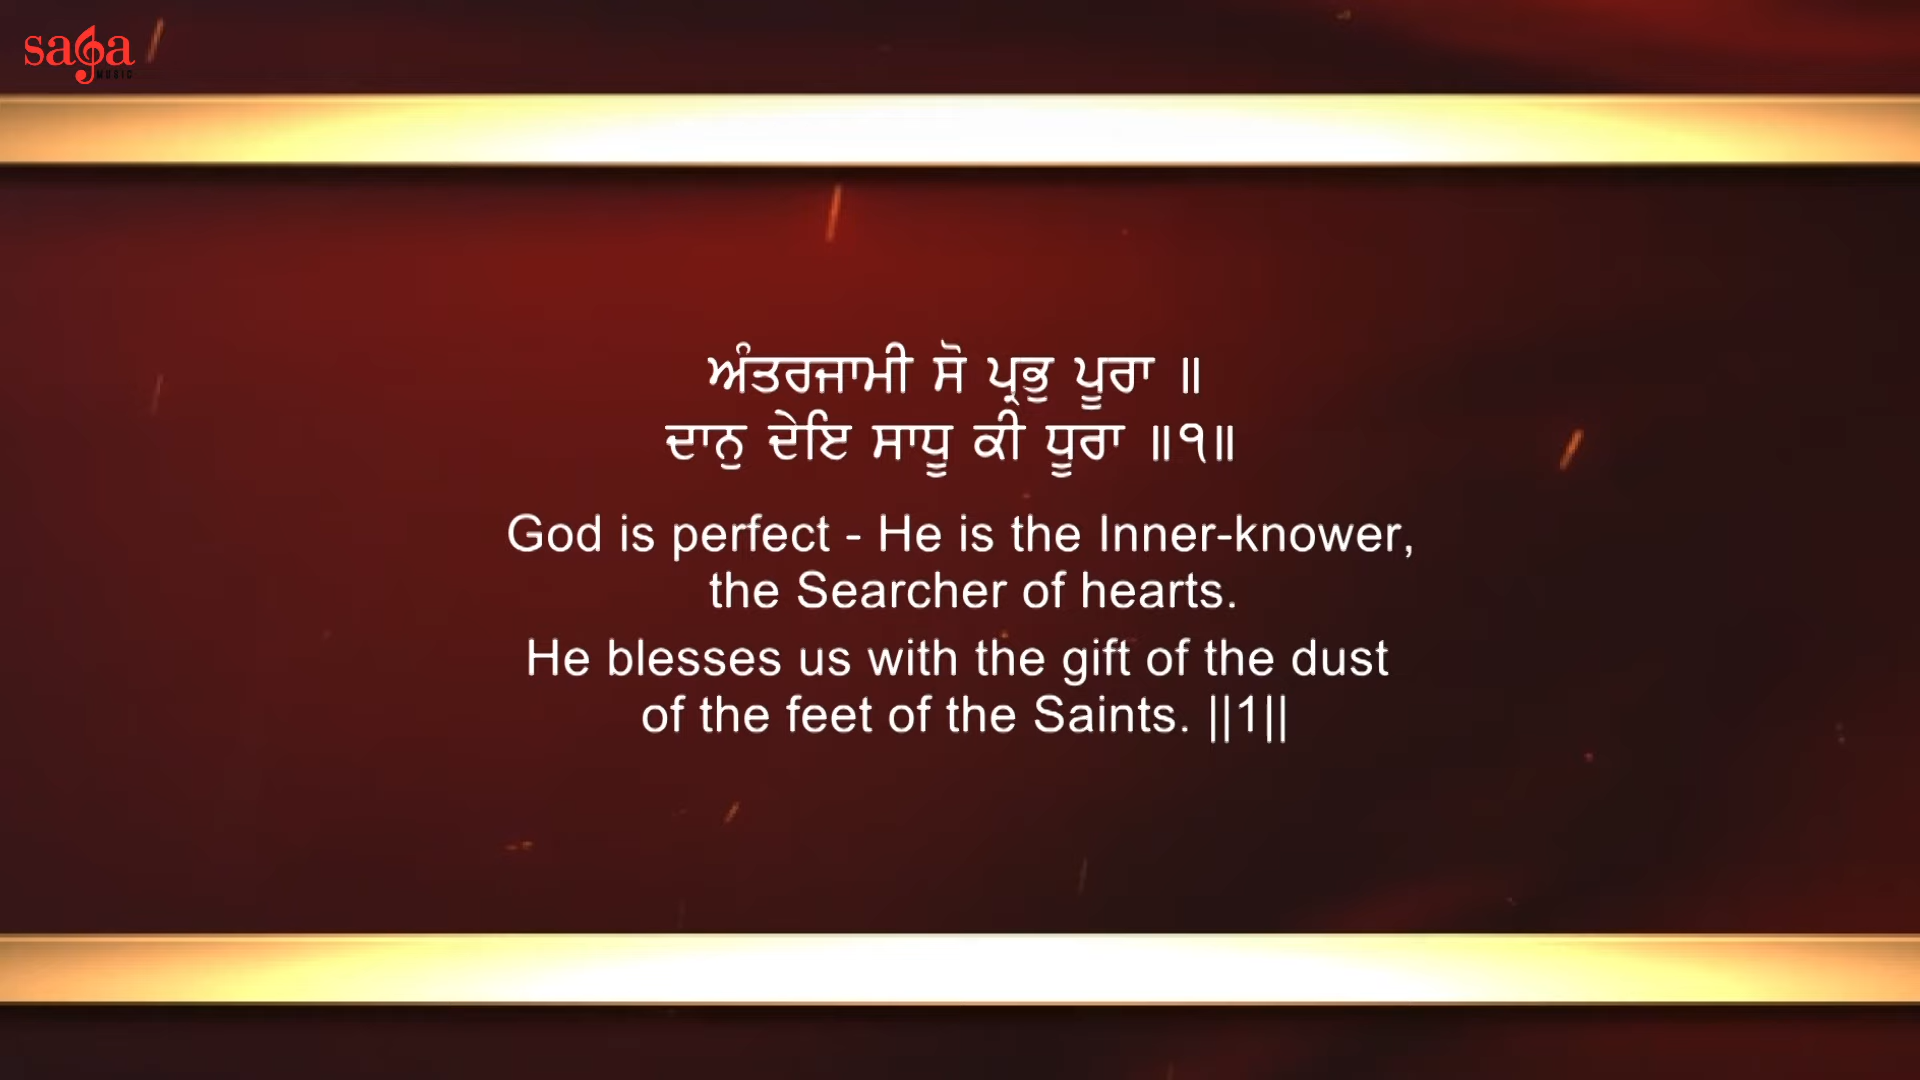 saga
MUSIC
ਅੰਤਰਜਾਮੀ ਸੋ ਪ੍ਰਭੁ ਪੂਰਾ ॥
ਦਾਨੁ ਦੇਇ ਸਾਧੂ ਕੀ ਧੂਰਾ ॥੧॥
God is perfect - He is the Inner-knower,
the Searcher of hearts.
He blesses us with the gift of the dust
of the feet of the Saints. ||1||